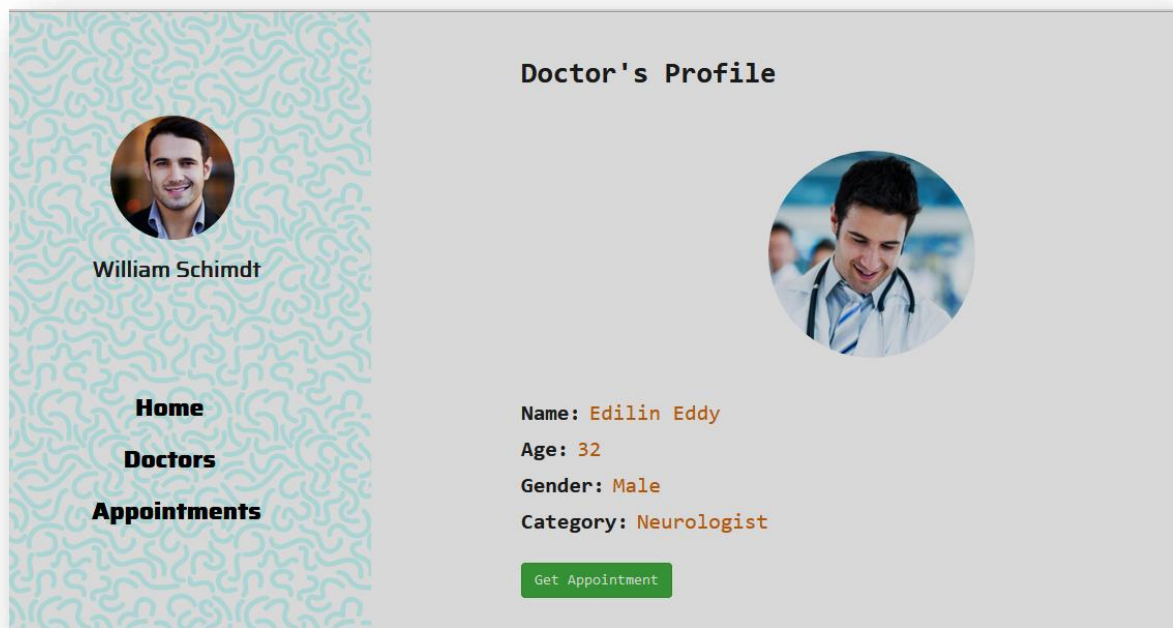 William Schimdt
Home
Doctors
Appointments
Doctor's Profile
Name: Edilin Eddy
Age: 32
Gender: Male
Category: Neurologist
Get Appointment